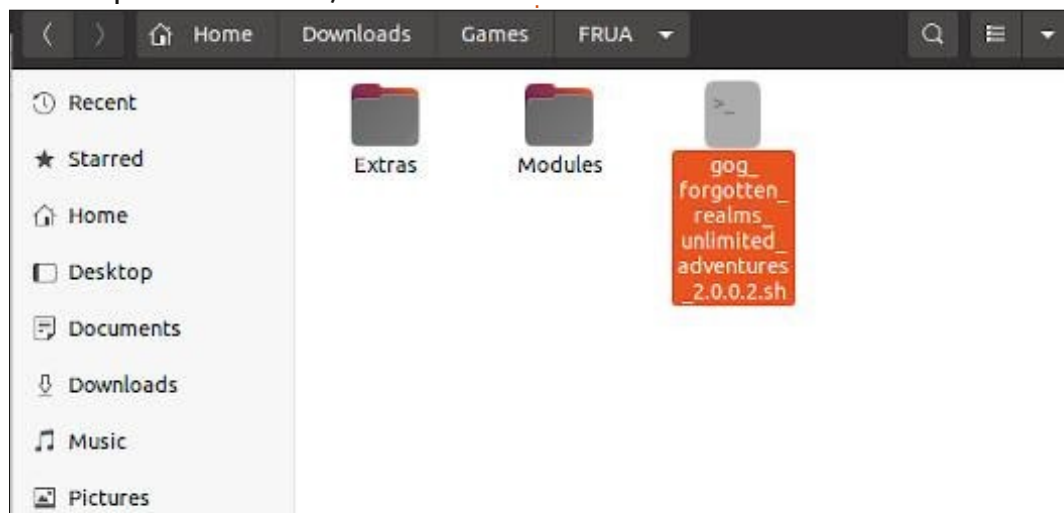 Home Downloads Games FRUA
Recent
Starred
Home
Desktop
Documents
Downloads
Music
Pictures
Extras
Modules
>_
gog_
forgotten_
realms_
unlimited_
adventures
_2.0.0.2.sh